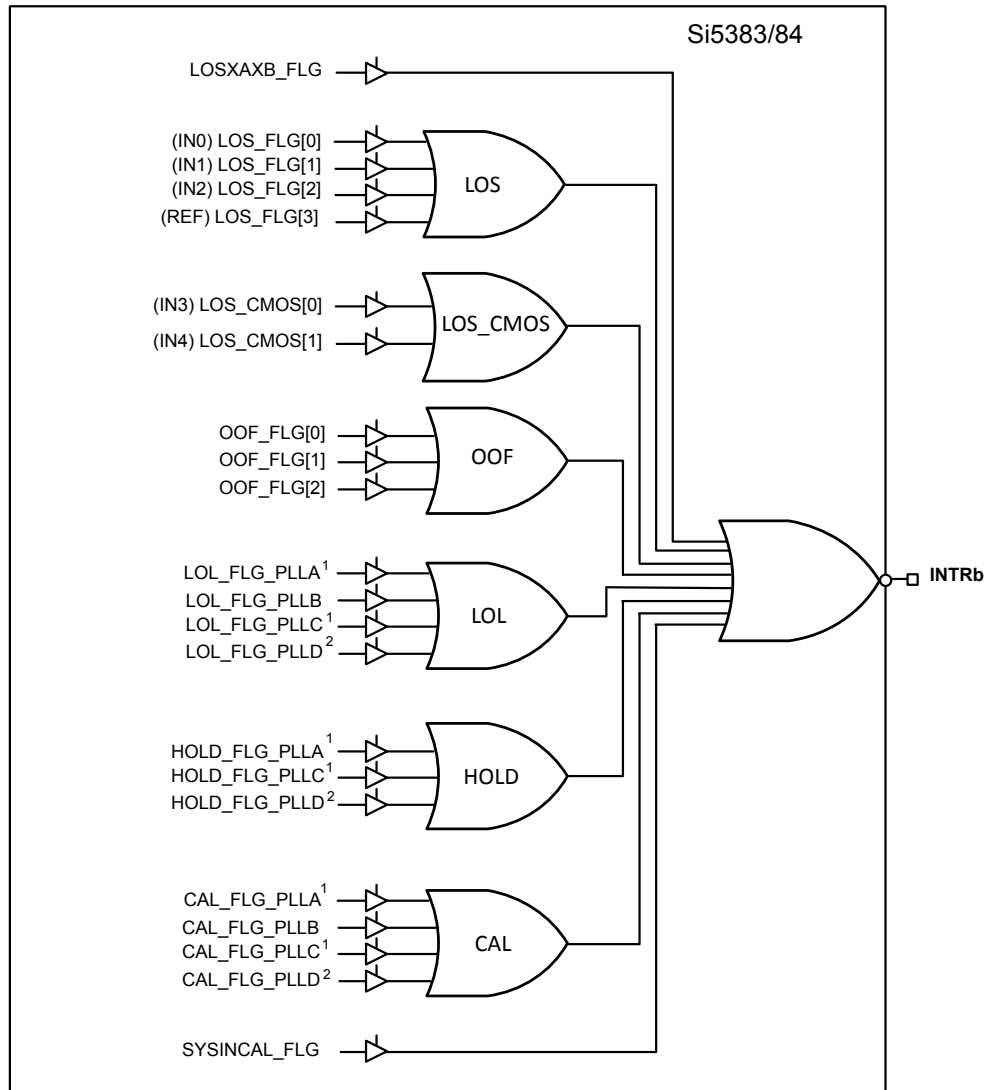 Si5383/84
LOSXAXB_FLG
(IN0) LOS_FLG[0]
(IN1) LOS_FLG[1]
(IN2) LOS_FLG[2]
(REF) LOS_FLG[3]
LOS
(IN3) LOS_CMOS[0]
(IN4) LOS_CMOS[1]
LOS_CMOS
OOF_FLG[0]
OOF_FLG[1]
OOF_FLG[2]
OOF
LOL_FLG_PLLA¹
LOL_FLG_PLLB
LOL_FLG_PLLC¹
LOL_FLG_PLLD²
LOL
HOLD_FLG_PLLA¹
HOLD_FLG_PLLC¹
HOLD_FLG_PLLD²
HOLD
CAL_FLG_PLLA¹
CAL_FLG_PLLB
CAL_FLG_PLLC¹
CAL_FLG_PLLD²
CAL
SYSINCAL_FLG
INTRb